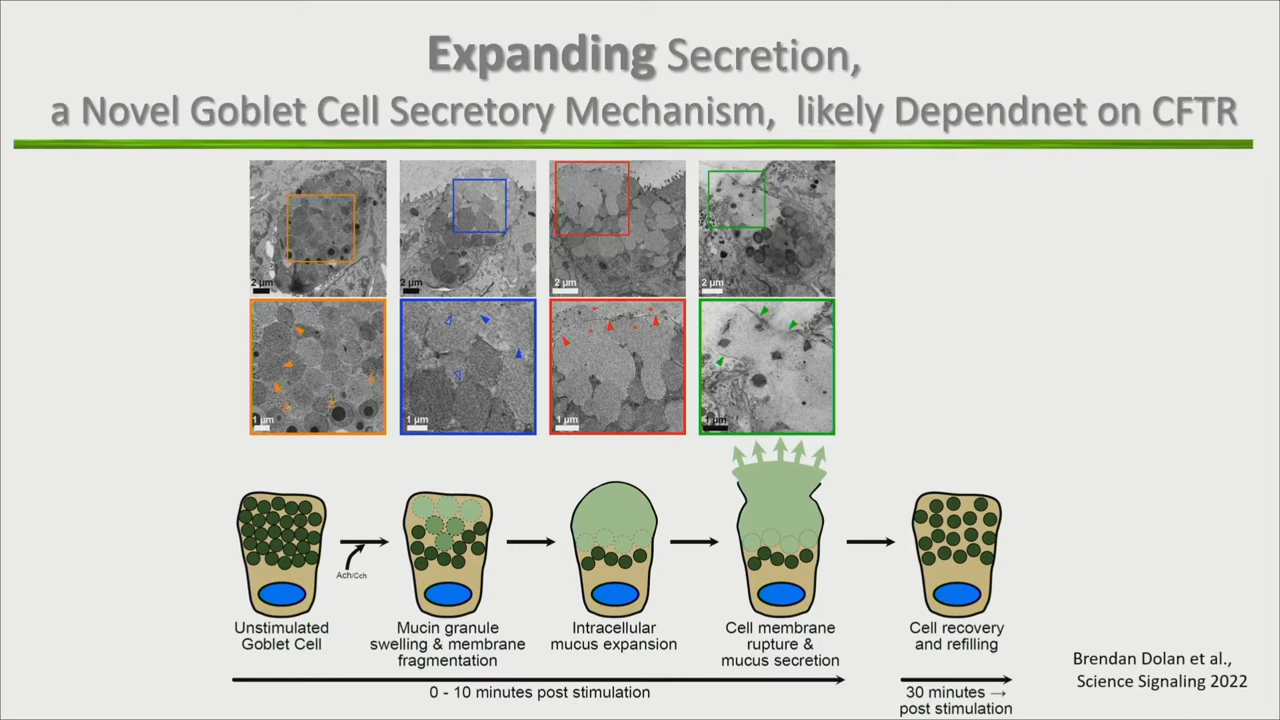 Expanding Secretion,
a Novel Goblet Cell Secretory Mechanism, likely Dependnet on CFTR
2 µm
2 µm
2 µm
2 µm
1 µm
1 µm
1 µm
1 µm
Ach/Cch
Unstimulated
Goblet Cell
Mucin granule
swelling & membrane
fragmentation
Intracellular
mucus expansion
Cell membrane
rupture &
mucus secretion
Cell recovery
and refilling
0 - 10 minutes post stimulation
30 minutes →
post stimulation
Brendan Dolan et al.,
Science Signaling 2022